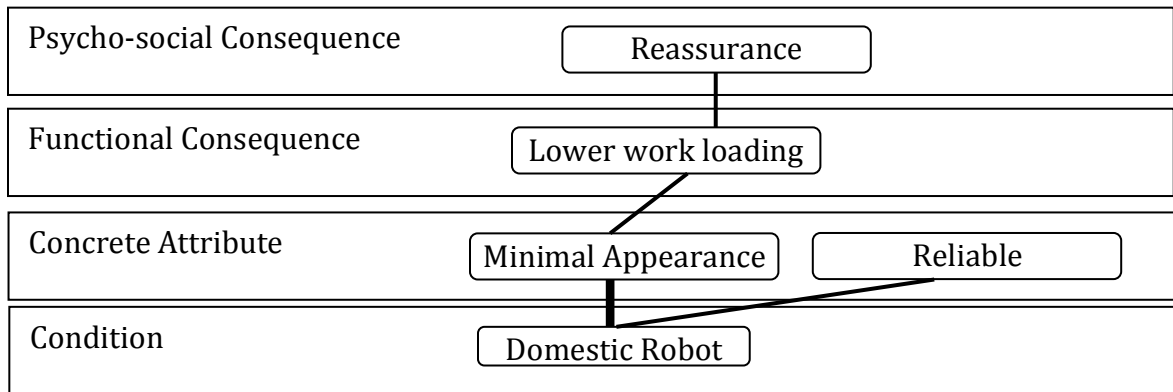 Psycho-social Consequence
Reassurance
Functional Consequence
Lower work loading
Concrete Attribute
Minimal Appearance
Reliable
Condition
Domestic Robot